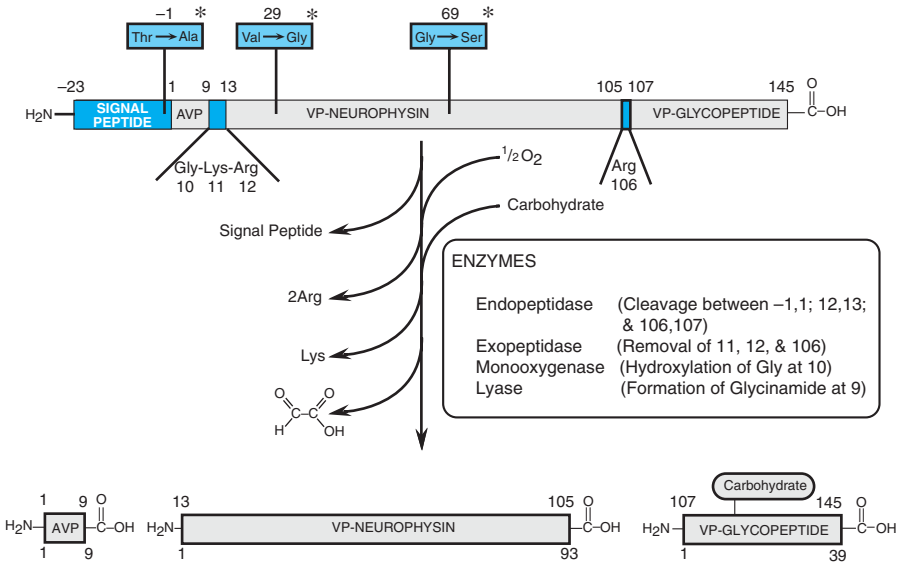 –1 *
29 *
69 *
Thr → Ala
Val → Gly
Gly → Ser
–23 1 9 13 105 107 145
H₂N– SIGNAL PEPTIDE AVP VP-NEUROPHYSIN VP-GLYCOPEPTIDE O C–OH
Gly-Lys-Arg
10 11 12
Arg
106
1/2 O₂
Carbohydrate
Signal Peptide
2Arg
Lys
O O
C–C
H OH
ENZYMES
Endopeptidase (Cleavage between –1,1; 12,13;
& 106,107)
Exopeptidase (Removal of 11, 12, & 106)
Monooxygenase (Hydroxylation of Gly at 10)
Lyase (Formation of Glycinamide at 9)
Carbohydrate
1 9 O 13 105 O 107 145 O
H₂N– AVP –C–OH H₂N– VP-NEUROPHYSIN –C–OH H₂N– VP-GLYCOPEPTIDE –C–OH
1 9 1 93 1 39